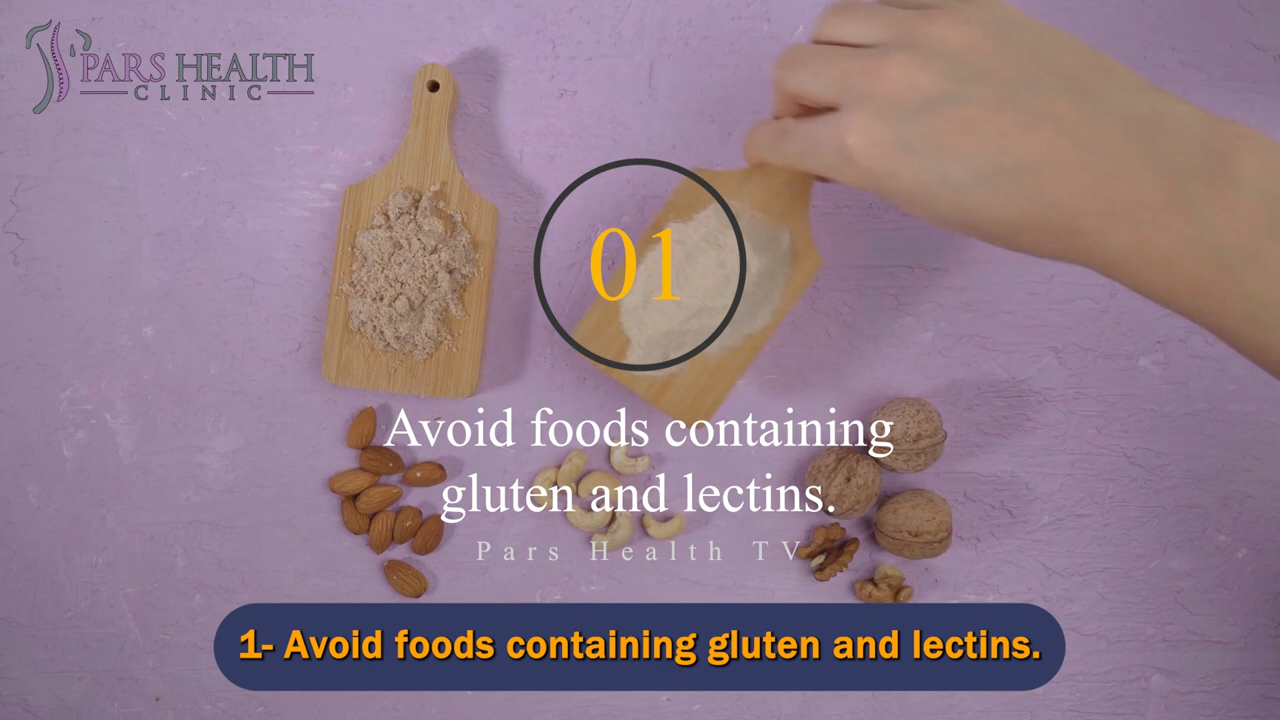 PARS HEALTH
CLINIC
01
Avoid foods containing
gluten and lectins.
Pars Health TV
1- Avoid foods containing gluten and lectins.